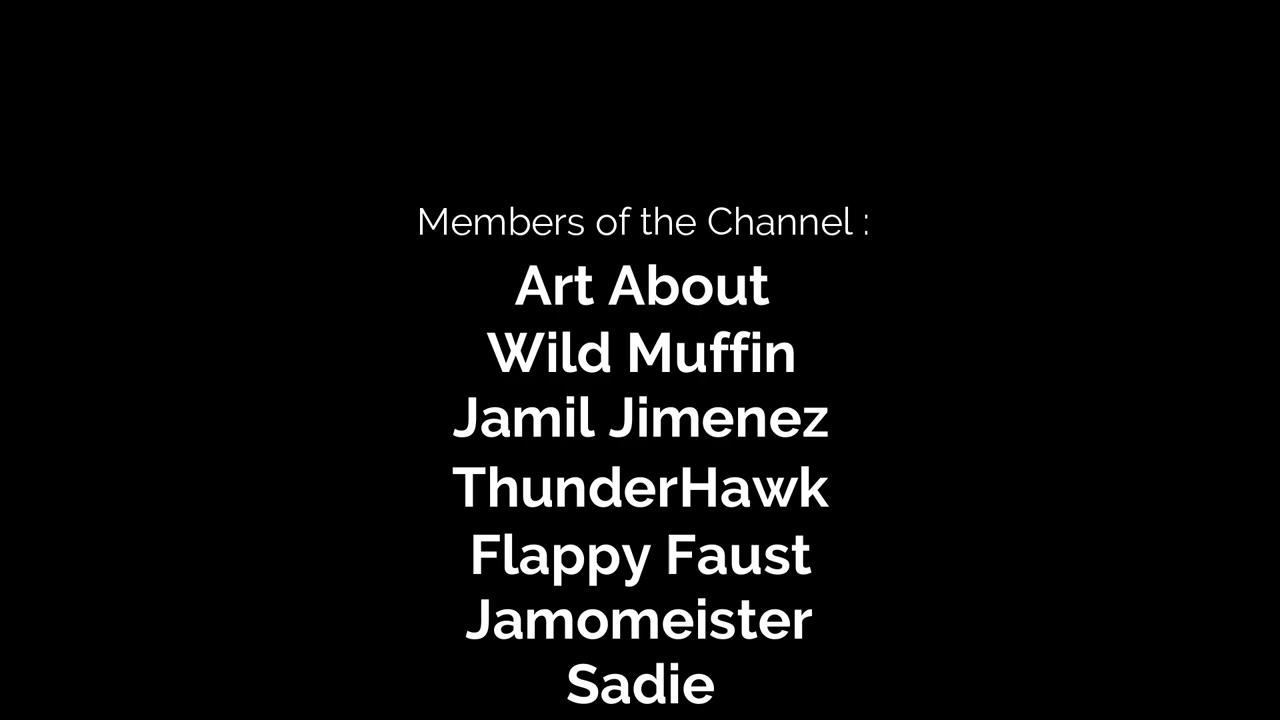 Members of the Channel :
Art About
Wild Muffin
Jamil Jimenez
ThunderHawk
Flappy Faust
Jamomeister
Sadie